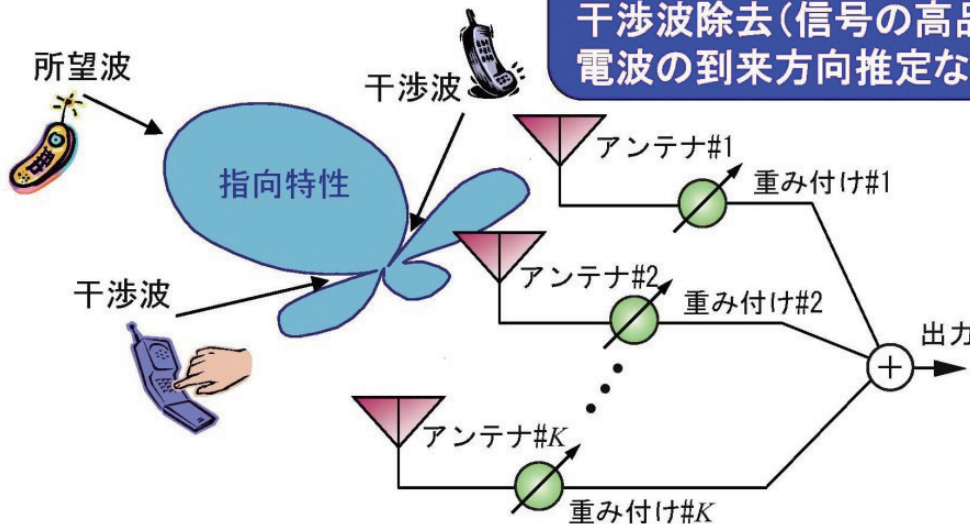 干渉波除去(信号の高品
電波の到来方向推定な
所望波
干渉波
指向特性
干渉波
アンテナ#1
重み付け#1
アンテナ#2
重み付け#2
出力
アンテナ#K
重み付け#K